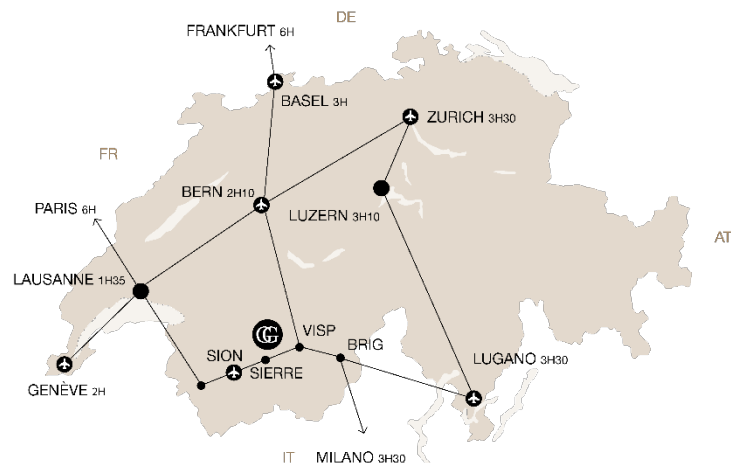 DE
FRANKFURT 6H
BASEL 3H
ZURICH 3H30
FR
BERN 2H10
LUZERN 3H10
PARIS 6H
AT
LAUSANNE 1H35
VISP
BRIG
SION
SIERRE
LUGANO 3H30
GENÈVE 2H
IT
MILANO 3H30